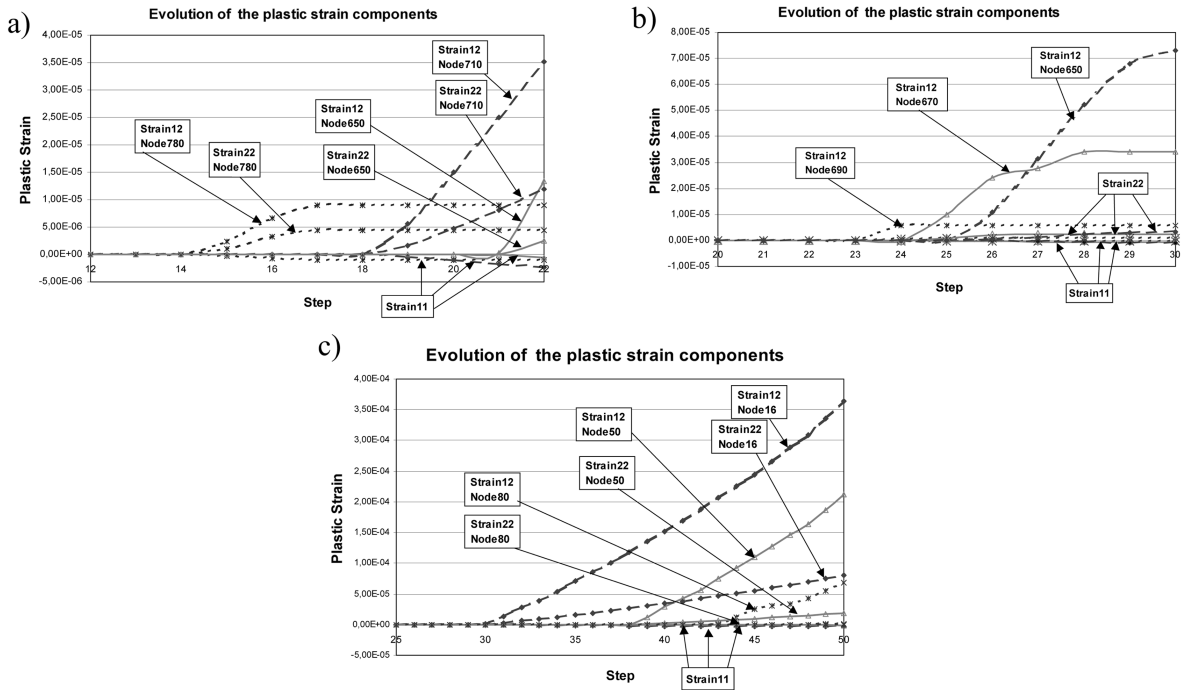 a)
Evolution of the plastic strain components
4,00E-05
3,50E-05
3,00E-05
2,50E-05
2,00E-05
1,50E-05
1,00E-05
5,00E-06
0,00E+00
-5,00E-06
Plastic Strain
12
14
16
18
20
22
Step
Strain12
Node780
Strain22
Node780
Strain12
Node650
Strain22
Node650
Strain12
Node710
Strain22
Node710
Strain11
b)
Evolution of the plastic strain components
8,00E-05
7,00E-05
6,00E-05
5,00E-05
4,00E-05
3,00E-05
2,00E-05
1,00E-05
0,00E+00
-1,00E-05
Plastic Strain
20
21
22
23
24
25
26
27
28
29
30
Step
Strain12
Node690
Strain12
Node670
Strain12
Node650
Strain22
Strain11
c)
Evolution of the plastic strain components
4,00E-04
3,50E-04
3,00E-04
2,50E-04
2,00E-04
1,50E-04
1,00E-04
5,00E-05
0,00E+00
-5,00E-05
Plastic Strain
25
30
35
40
45
50
Step
Strain12
Node80
Strain22
Node80
Strain12
Node50
Strain22
Node50
Strain12
Node16
Strain22
Node16
Strain11